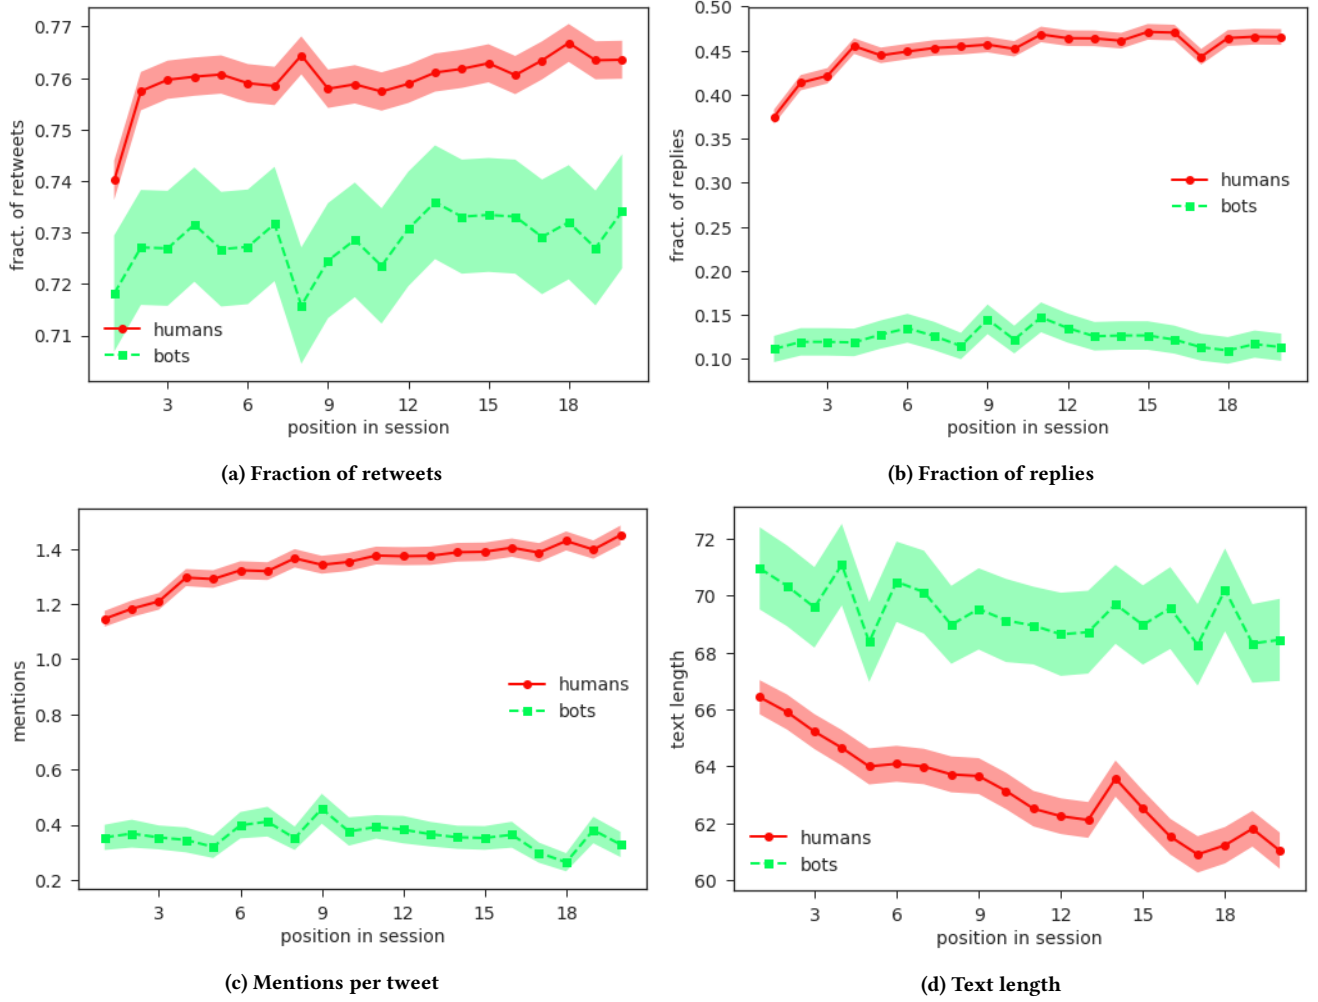 0.77
0.76
0.75
0.74
0.73
0.72
0.71
fract. of retweets
humans
bots
3 6 9 12 15 18
position in session
(a) Fraction of retweets
0.50
0.45
0.40
0.35
0.30
0.25
0.20
0.15
0.10
fract. of replies
humans
bots
3 6 9 12 15 18
position in session
(b) Fraction of replies
1.4
1.2
1.0
0.8
0.6
0.4
0.2
mentions
humans
bots
3 6 9 12 15 18
position in session
(c) Mentions per tweet
72
70
68
66
64
62
60
text length
humans
bots
3 6 9 12 15 18
position in session
(d) Text length